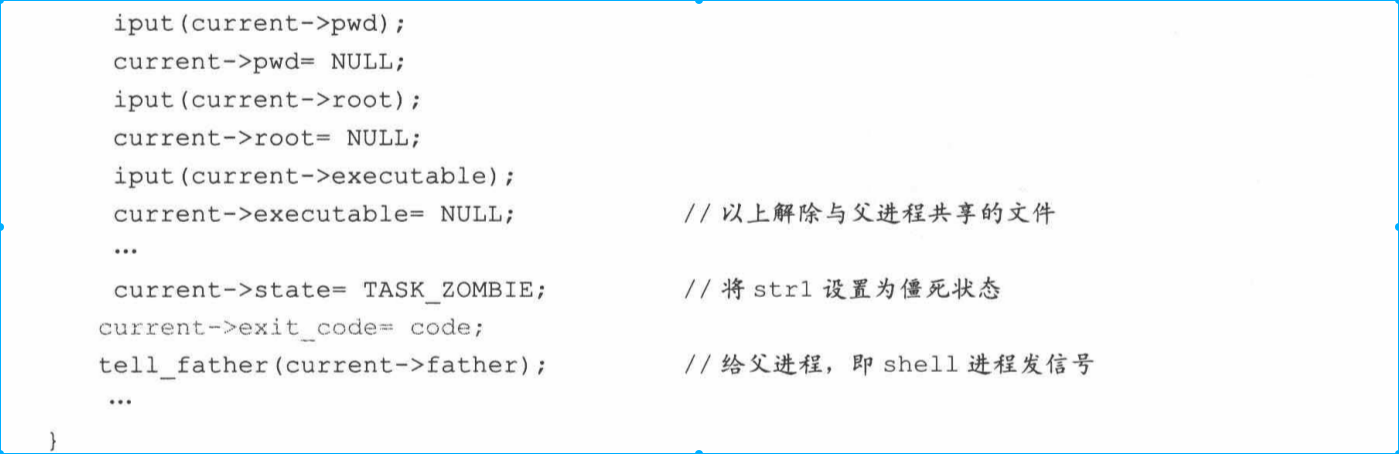 iput(current->pwd);
current->pwd= NULL;
iput(current->root);
current->root= NULL;
iput(current->executable);
current->executable= NULL; // 以上解除与父进程共享的文件
…
current->state= TASK_ZOMBIE; // 将 str1 设置为僵死状态
current->exit_code= code;
tell_father(current->father); // 给父进程，即 shell 进程发信号
…
}